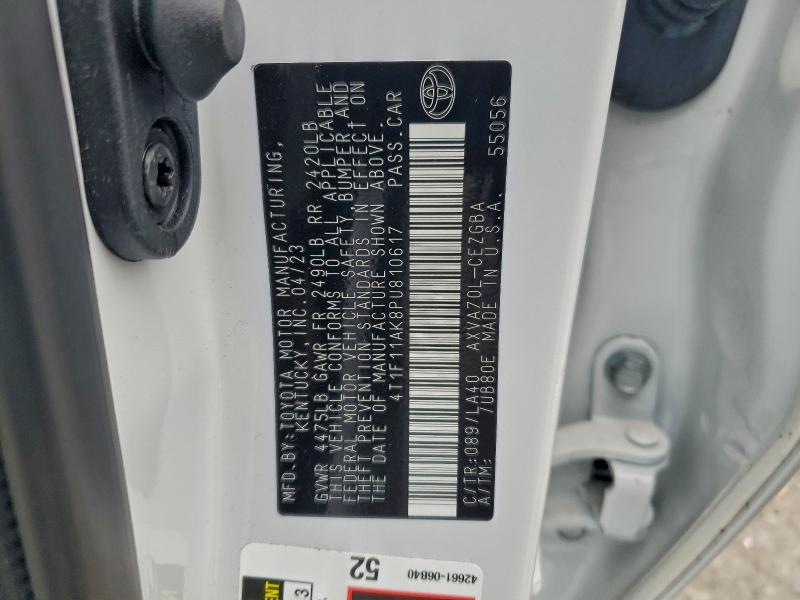 MFD.BY:TOYOTA MOTOR MANUFACTURING,
KENTUCKY, INC. 04/23
GVWR 4475LB GAWR FR 2490LB RR 2420LB
THIS VEHICLE CONFORMS TO ALL APPLICABLE
FEDERAL MOTOR VEHICLE SAFETY, BUMPER, AND
THEFT PREVENTION STANDARDS IN EFFECT ON
THE DATE OF MANUFACTURE SHOWN ABOVE.
4T1F11AK8PU810617 PASS.CAR
C/TR:089/LA40 AXVA70L-CEZGBA
A/TM: 7UB80E MADE IN U.S.A. 55056
52
42661-06B40
3